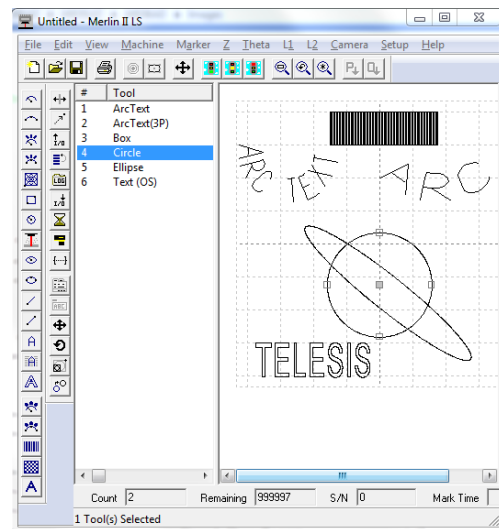 Untitled - Merlin II LS
File Edit View Machine Marker Z Theta L1 L2 Camera Setup Help
# Tool
1 ArcText
2 ArcText(3P)
3 Box
4 Circle
5 Ellipse
6 Text (OS)
ARC TEXT ARC
TELESIS
Count 2 Remaining 999997 S/N 0 Mark Time
1 Tool(s) Selected